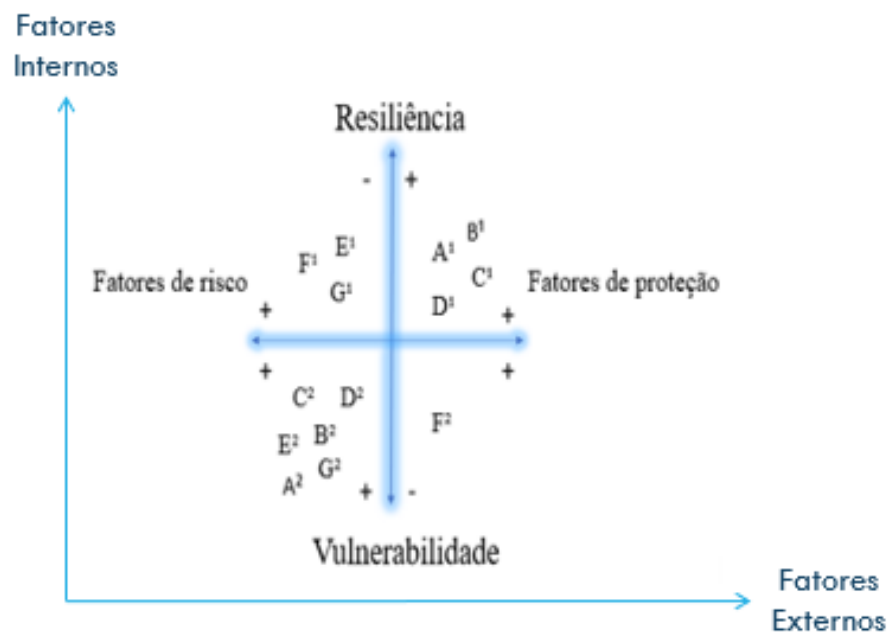 Fatores
Internos
Resiliência
- +
B¹
E¹ A¹
F¹
C¹
Fatores de risco G¹ Fatores de proteção
D¹
+ +
+ +
C² D²
F²
E² B²
G²
A² + -
Vulnerabilidade
Fatores
Externos